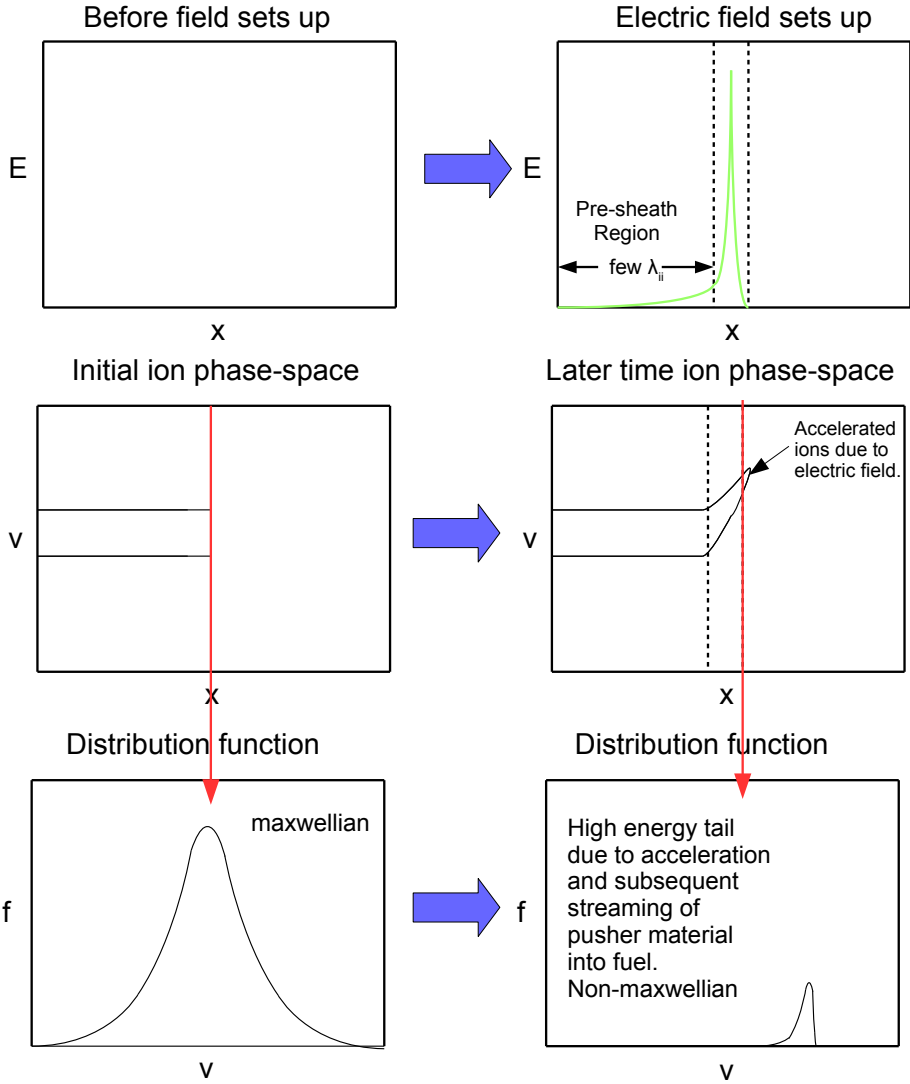 Before field sets up
Electric field sets up
E
E
Pre-sheath
Region
few λii
x
x
Initial ion phase-space
Later time ion phase-space
v
v
Accelerated
ions due to
electric field.
x
x
Distribution function
Distribution function
f
maxwellian
f
High energy tail
due to acceleration
and subsequent
streaming of
pusher material
into fuel.
Non-maxwellian
v
v